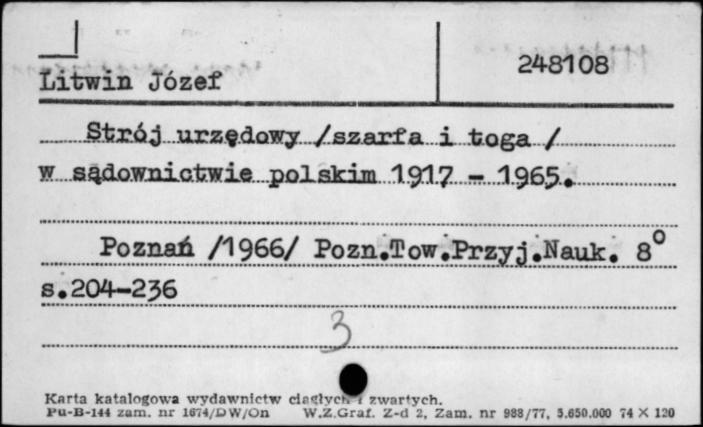 248108
Litwin Józef
Strój urzędowy /szarfa i toga /
w sądownictwie polskim 1917 - 1965.
Poznań /1966/ Pozn.Tow.Przyj.Nauk. 8°
s.204-236
3
Karta katalogowa wydawnictw ciągłych i zwartych.
Pu-B-144 zam. nr 1674/DW/On W.Z.Graf. Z-d 2, Zam. nr 988/77, 5.650.000 74 X 120